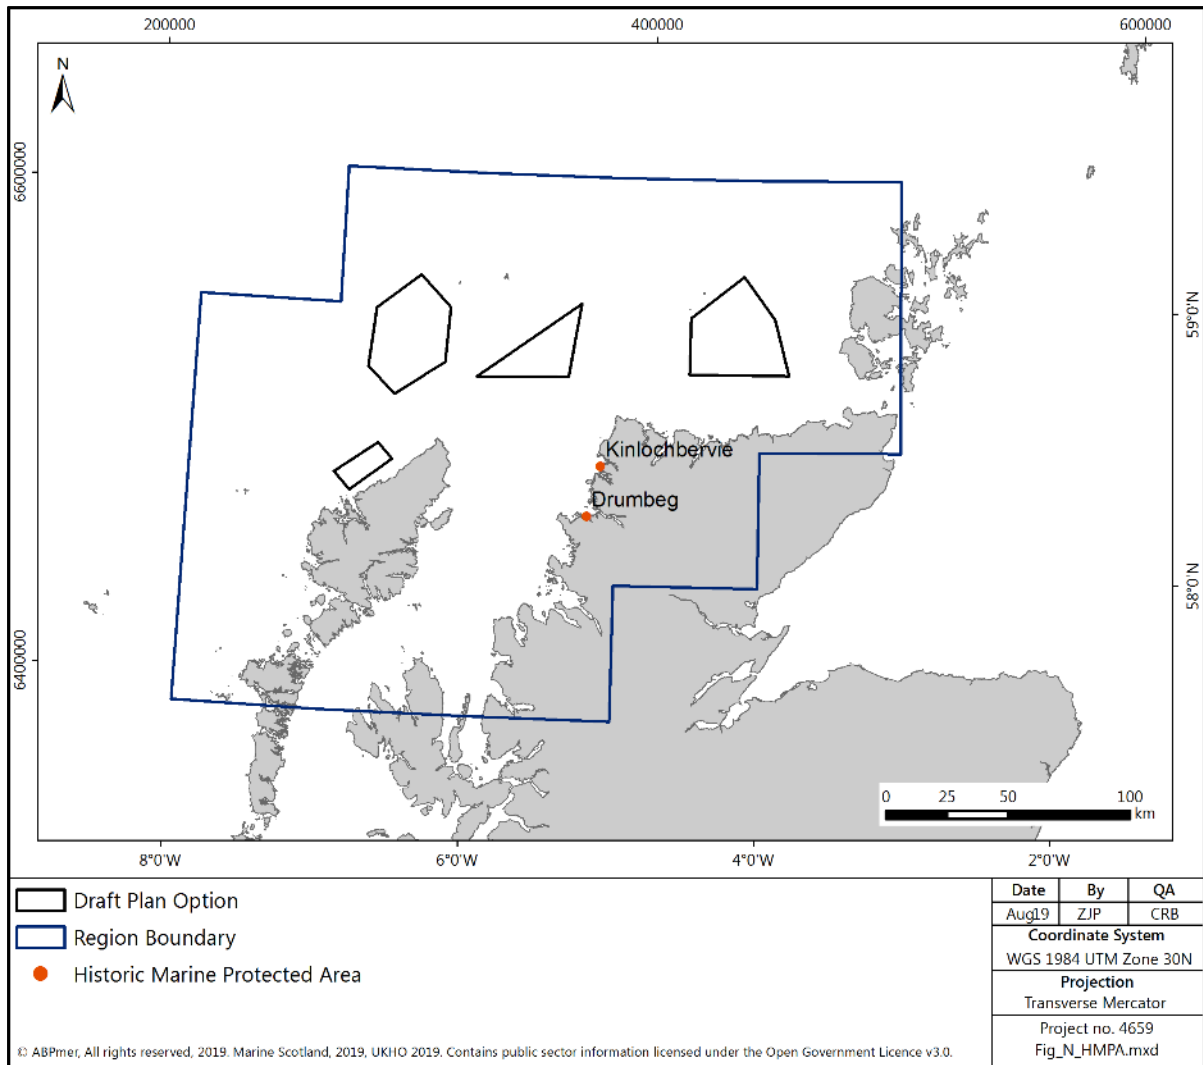 200000 400000 600000
N
6600000
59°0'N
Kinlochbervie
Drumbeg
58°0'N
6400000
0 25 50 100
km
8°0'W 6°0'W 4°0'W 2°0'W
Draft Plan Option
Region Boundary
Historic Marine Protected Area
Date By QA
Aug19 ZJP CRB
Coordinate System
WGS 1984 UTM Zone 30N
Projection
Transverse Mercator
Project no. 4659
Fig_N_HMPA.mxd
© ABPmer, All rights reserved, 2019. Marine Scotland, 2019, UKHO 2019. Contains public sector information licensed under the Open Government Licence v3.0.